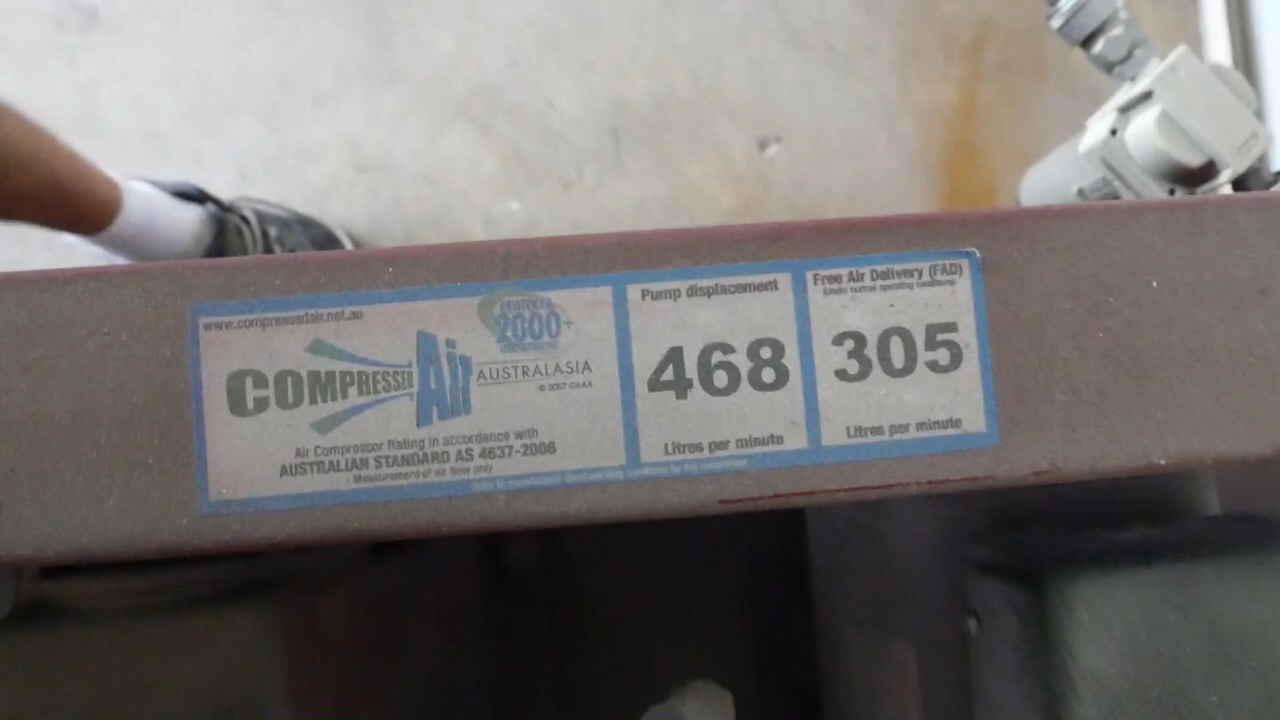 www.compressedair.net.au
2000+
COMPRESSED Air AUSTRALASIA
© 2007 CAAA
Air Compressor Rating in accordance with
AUSTRALIAN STANDARD AS 4637-2006
- Measurement of air flow only
Pump displacement
468
Litres per minute
Free Air Delivery (FAD)
(Under normal operating conditions)
305
Litres per minute